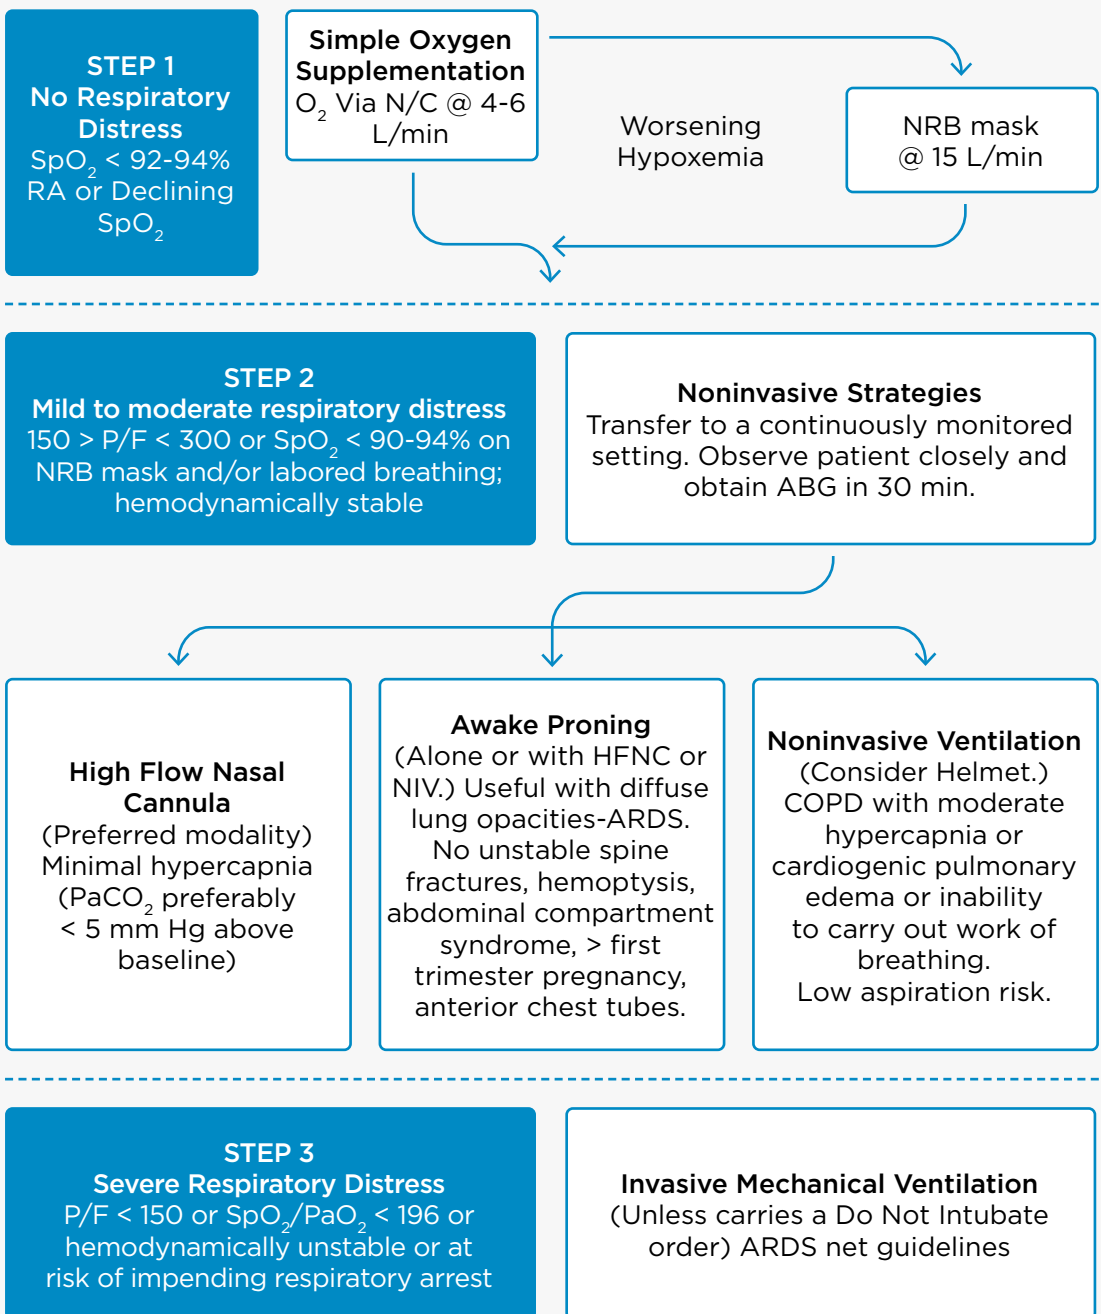 STEP 1
No Respiratory
Distress
SpO₂ < 92-94%
RA or Declining
SpO₂
Simple Oxygen
Supplementation
O₂ Via N/C @ 4-6
L/min
Worsening
Hypoxemia
NRB mask
@ 15 L/min
STEP 2
Mild to moderate respiratory distress
150 > P/F < 300 or SpO₂ < 90-94% on
NRB mask and/or labored breathing;
hemodynamically stable
Noninvasive Strategies
Transfer to a continuously monitored
setting. Observe patient closely and
obtain ABG in 30 min.
High Flow Nasal
Cannula
(Preferred modality)
Minimal hypercapnia
(PaCO₂ preferably
< 5 mm Hg above
baseline)
Awake Proning
(Alone or with HFNC or
NIV.) Useful with diffuse
lung opacities-ARDS.
No unstable spine
fractures, hemoptysis,
abdominal compartment
syndrome, > first
trimester pregnancy,
anterior chest tubes.
Noninvasive Ventilation
(Consider Helmet.)
COPD with moderate
hypercapnia or
cardiogenic pulmonary
edema or inability
to carry out work of
breathing.
Low aspiration risk.
STEP 3
Severe Respiratory Distress
P/F < 150 or SpO₂/PaO₂ < 196 or
hemodynamically unstable or at
risk of impending respiratory arrest
Invasive Mechanical Ventilation
(Unless carries a Do Not Intubate
order) ARDS net guidelines